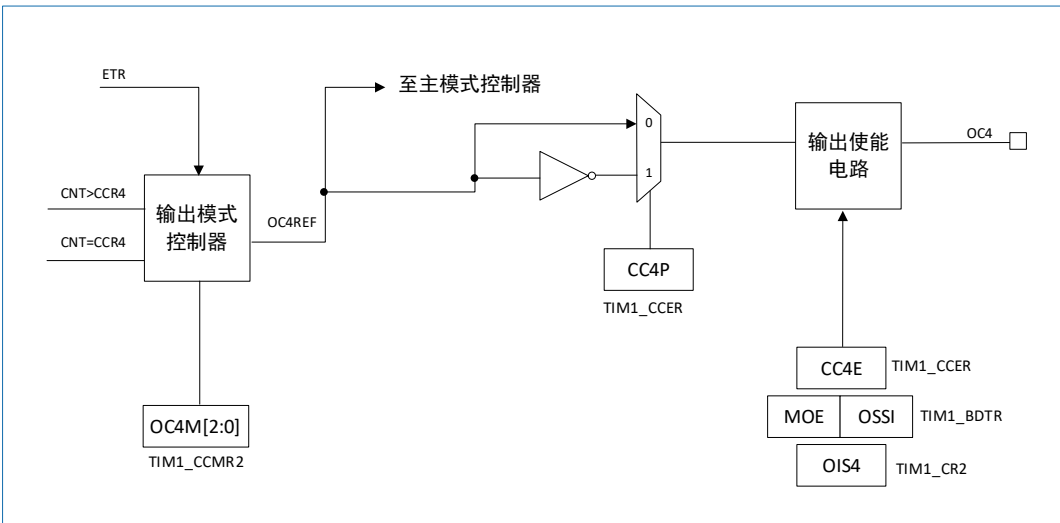 ETR
至主模式控制器
0
输出使能
电路
OC4
CNT>CCR4
输出模式
控制器
1
OC4REF
CNT=CCR4
CC4P
TIM1_CCER
CC4E
TIM1_CCER
OC4M[2:0]
MOE
OSSI
TIM1_BDTR
TIM1_CCMR2
OIS4
TIM1_CR2